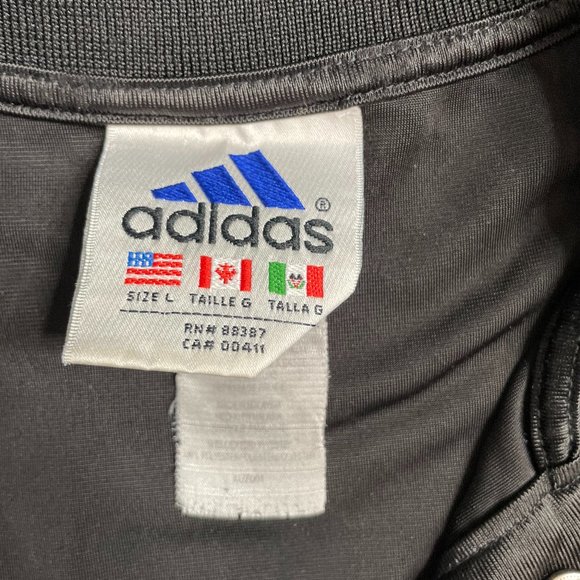 adidas®
SIZE L TAILLE G TALLA G
RN# 88387
CA# 00411